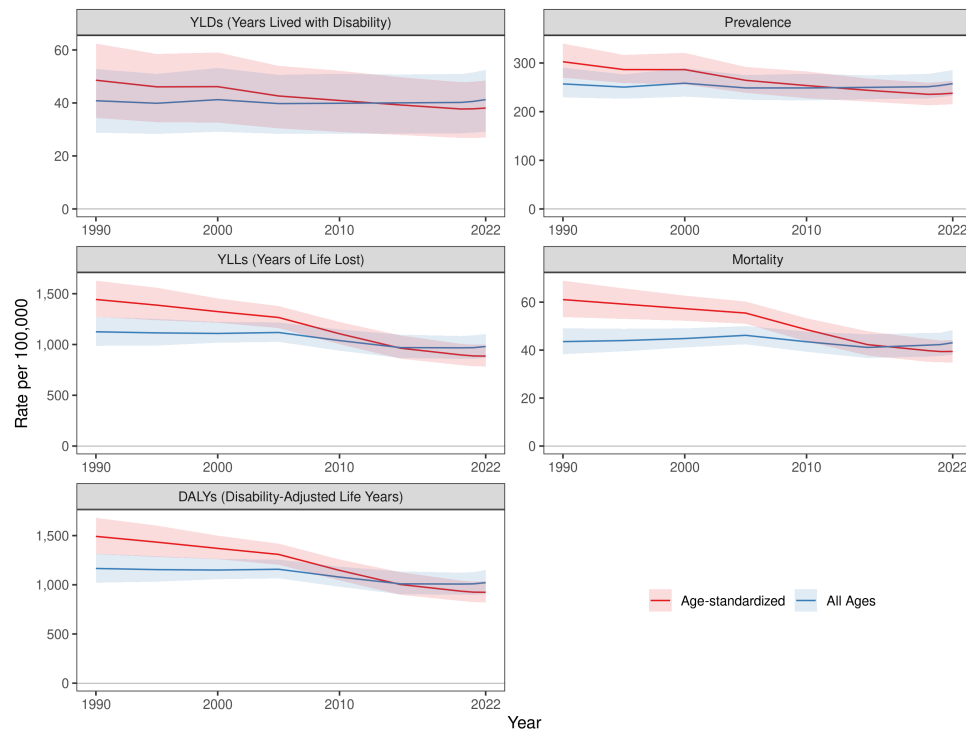 YLDs (Years Lived with Disability)
60
40
20
0
1990 2000 2010 2022
Prevalence
300
200
100
0
1990 2000 2010 2022
YLLs (Years of Life Lost)
1,500
1,000
500
0
1990 2000 2010 2022
Mortality
60
40
20
0
1990 2000 2010 2022
DALYs (Disability-Adjusted Life Years)
1,500
1,000
500
0
1990 2000 2010 2022
Rate per 100,000
Year
Age-standardized All Ages